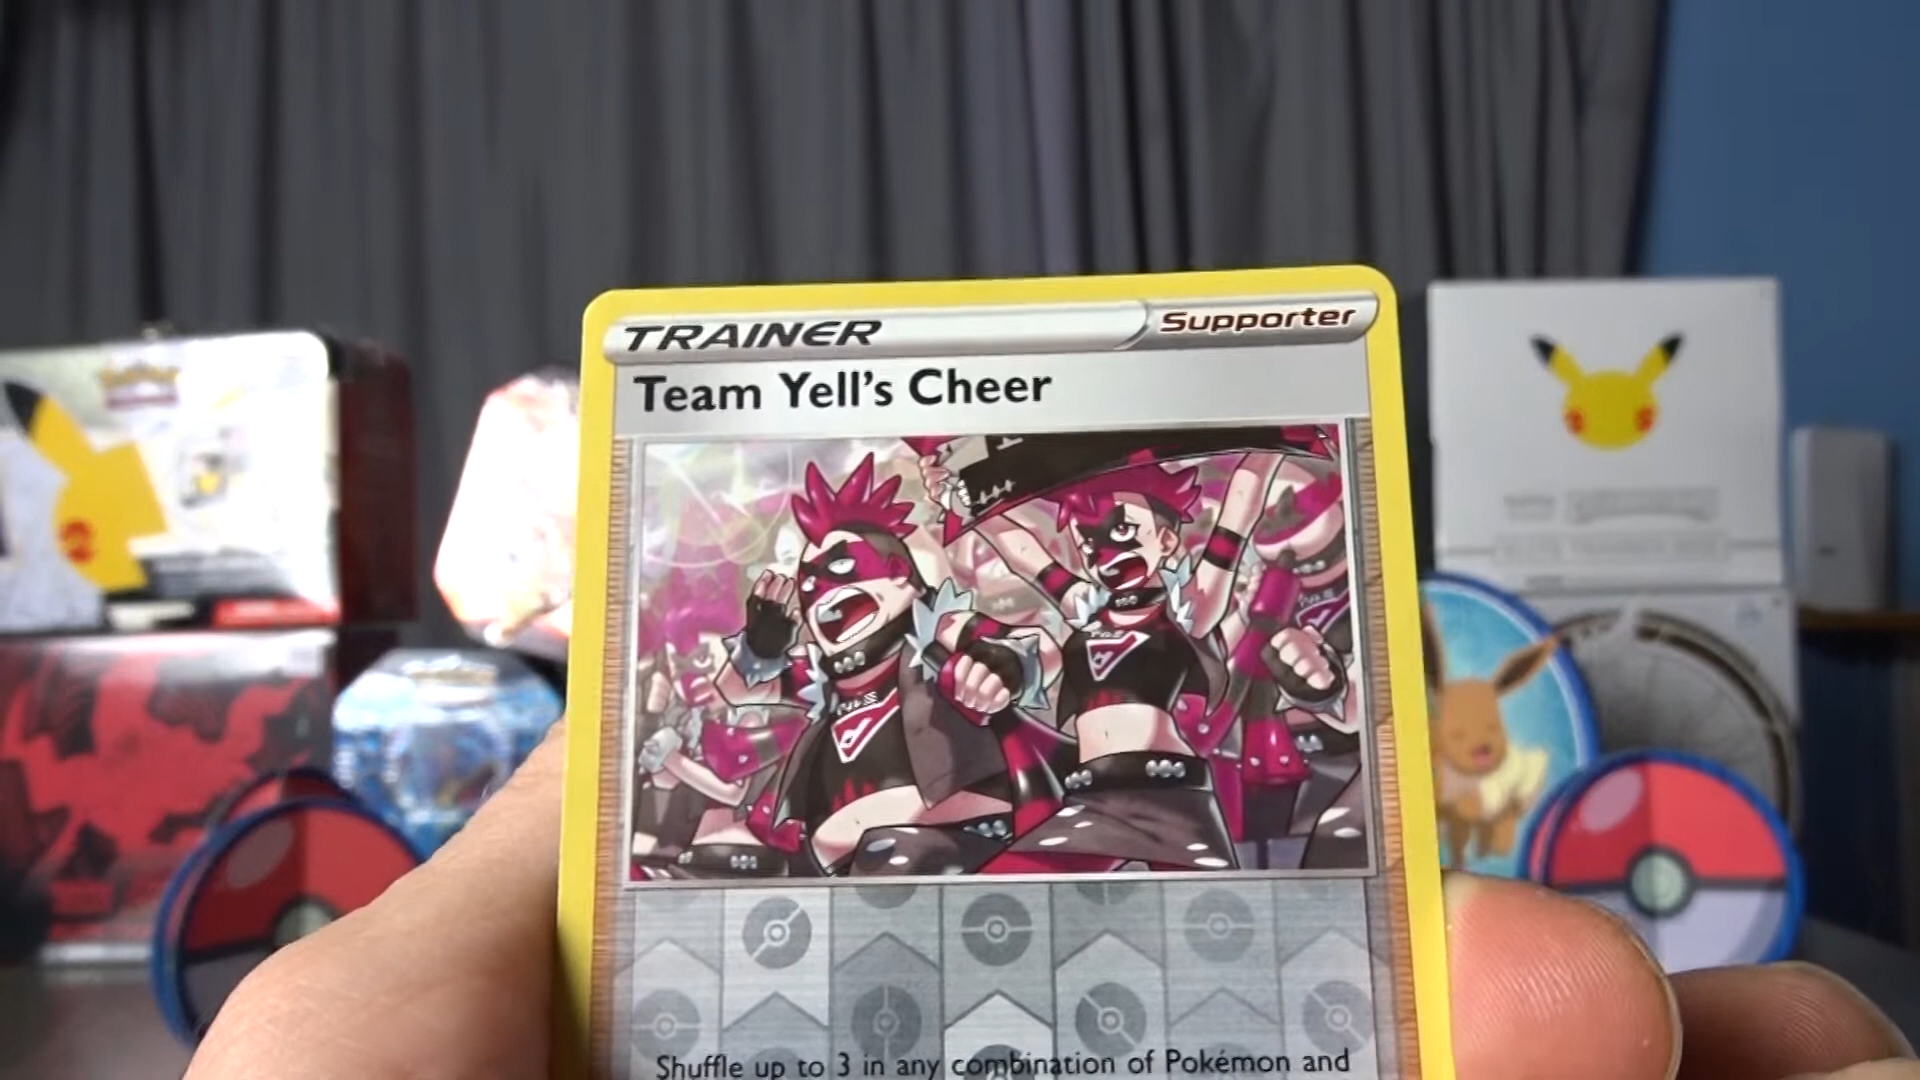 TRAINER
Supporter
Team Yell's Cheer
Shuffle up to 3 in any combination of Pokémon and